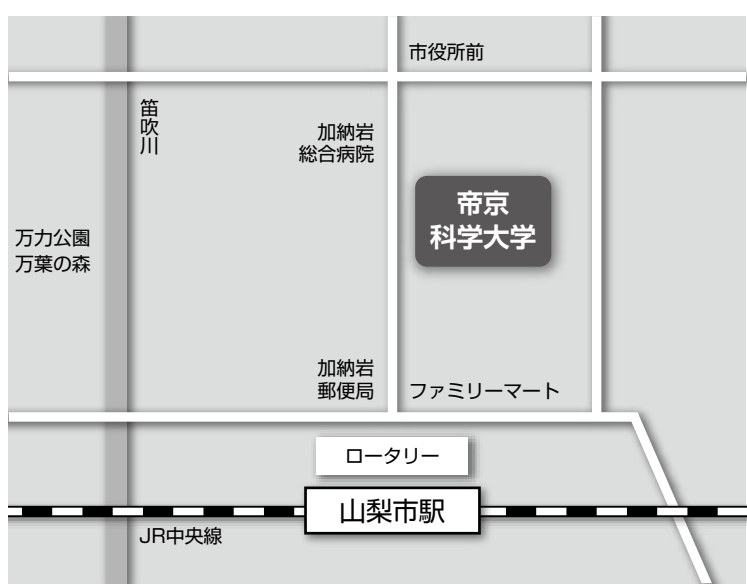 市役所前
笛吹川
加納岩
総合病院
帝京
科学大学
万力公園
万葉の森
加納岩
郵便局
ファミリーマート
ロータリー
山梨市駅
JR中央線